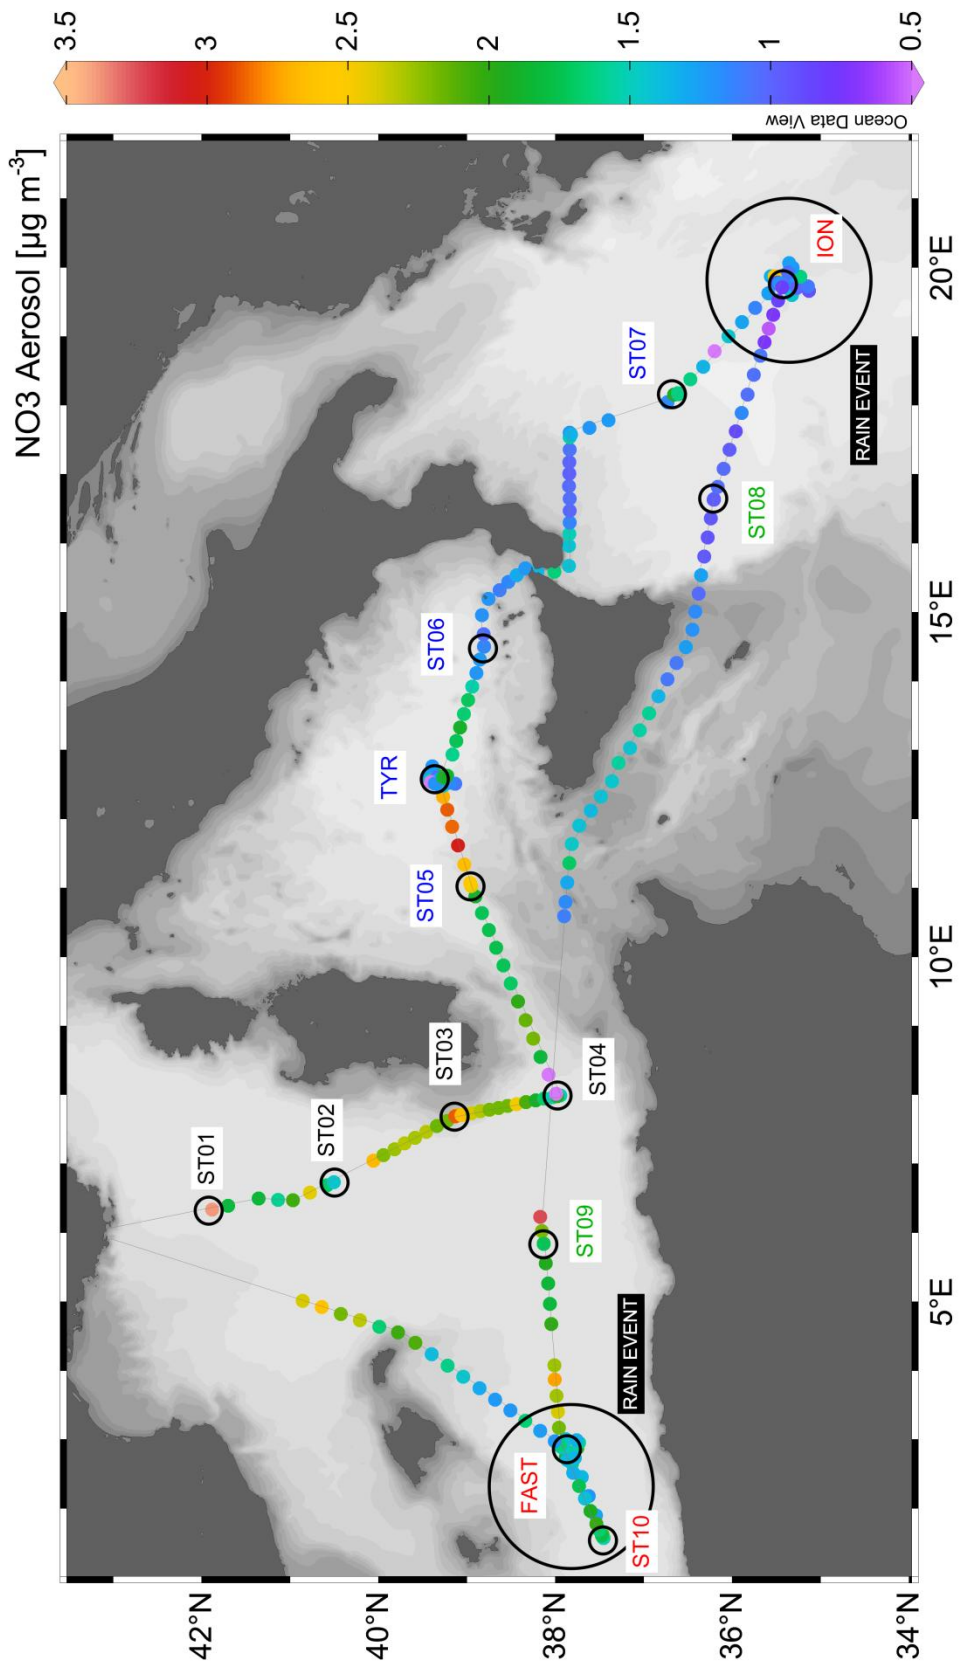 NO3 Aerosol [µg m-3]
42°N
40°N
38°N
36°N
34°N
5°E
10°E
15°E
20°E
ST01
ST02
ST03
ST04
ST05
TYR
ST06
ST07
ION
RAIN EVENT
ST08
ST09
RAIN EVENT
FAST
ST10
Ocean Data View
3.5
3
2.5
2
1.5
1
0.5